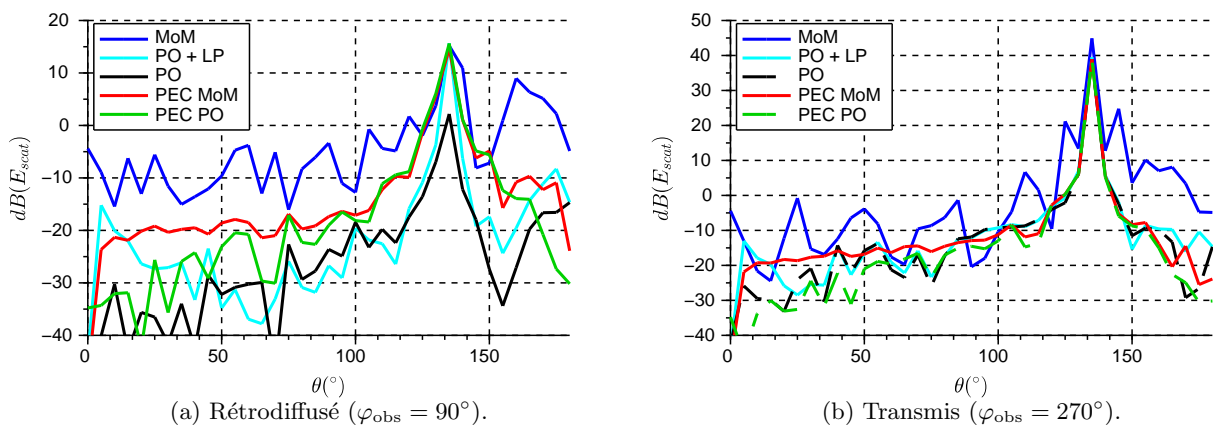 20
10
0
−10
−20
−30
−40
0
50
100
150
dB(E_scat)
θ(°)
MoM
PO + LP
PO
PEC MoM
PEC PO
(a) Rétrodiffusé (φobs = 90°).
50
40
30
20
10
0
−10
−20
−30
−40
0
50
100
150
dB(E_scat)
θ(°)
MoM
PO + LP
PO
PEC MoM
PEC PO
(b) Transmis (φobs = 270°).